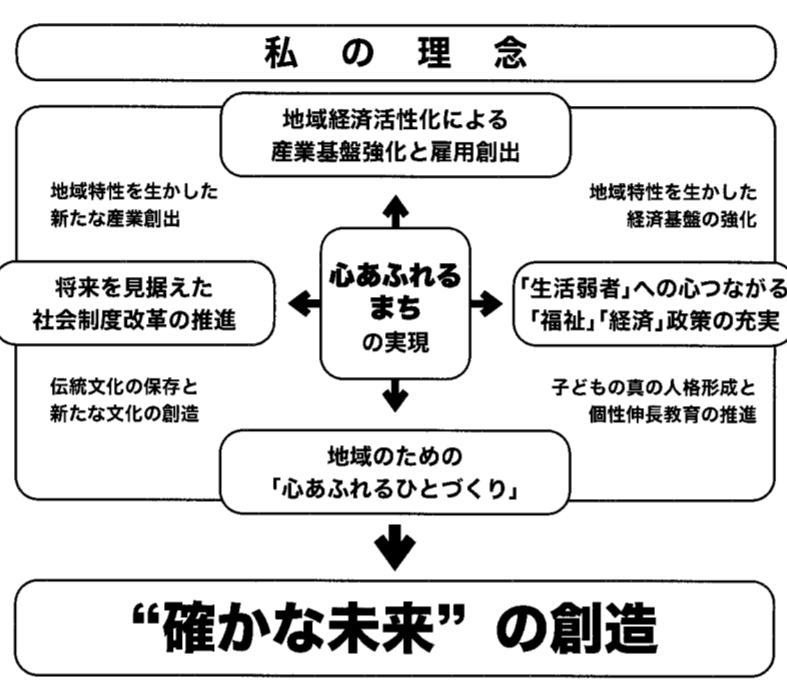 私の理念
地域経済活性化による
産業基盤強化と雇用創出
地域特性を生かした
新たな産業創出
地域特性を生かした
経済基盤の強化
将来を見据えた
社会制度改革の推進
心あふれる
まち
の実現
「生活弱者」への心つながる
「福祉」「経済」政策の充実
伝統文化の保存と
新たな文化の創造
子どもの真の人格形成と
個性伸長教育の推進
地域のための
「心あふれるひとづくり」
“確かな未来”の創造